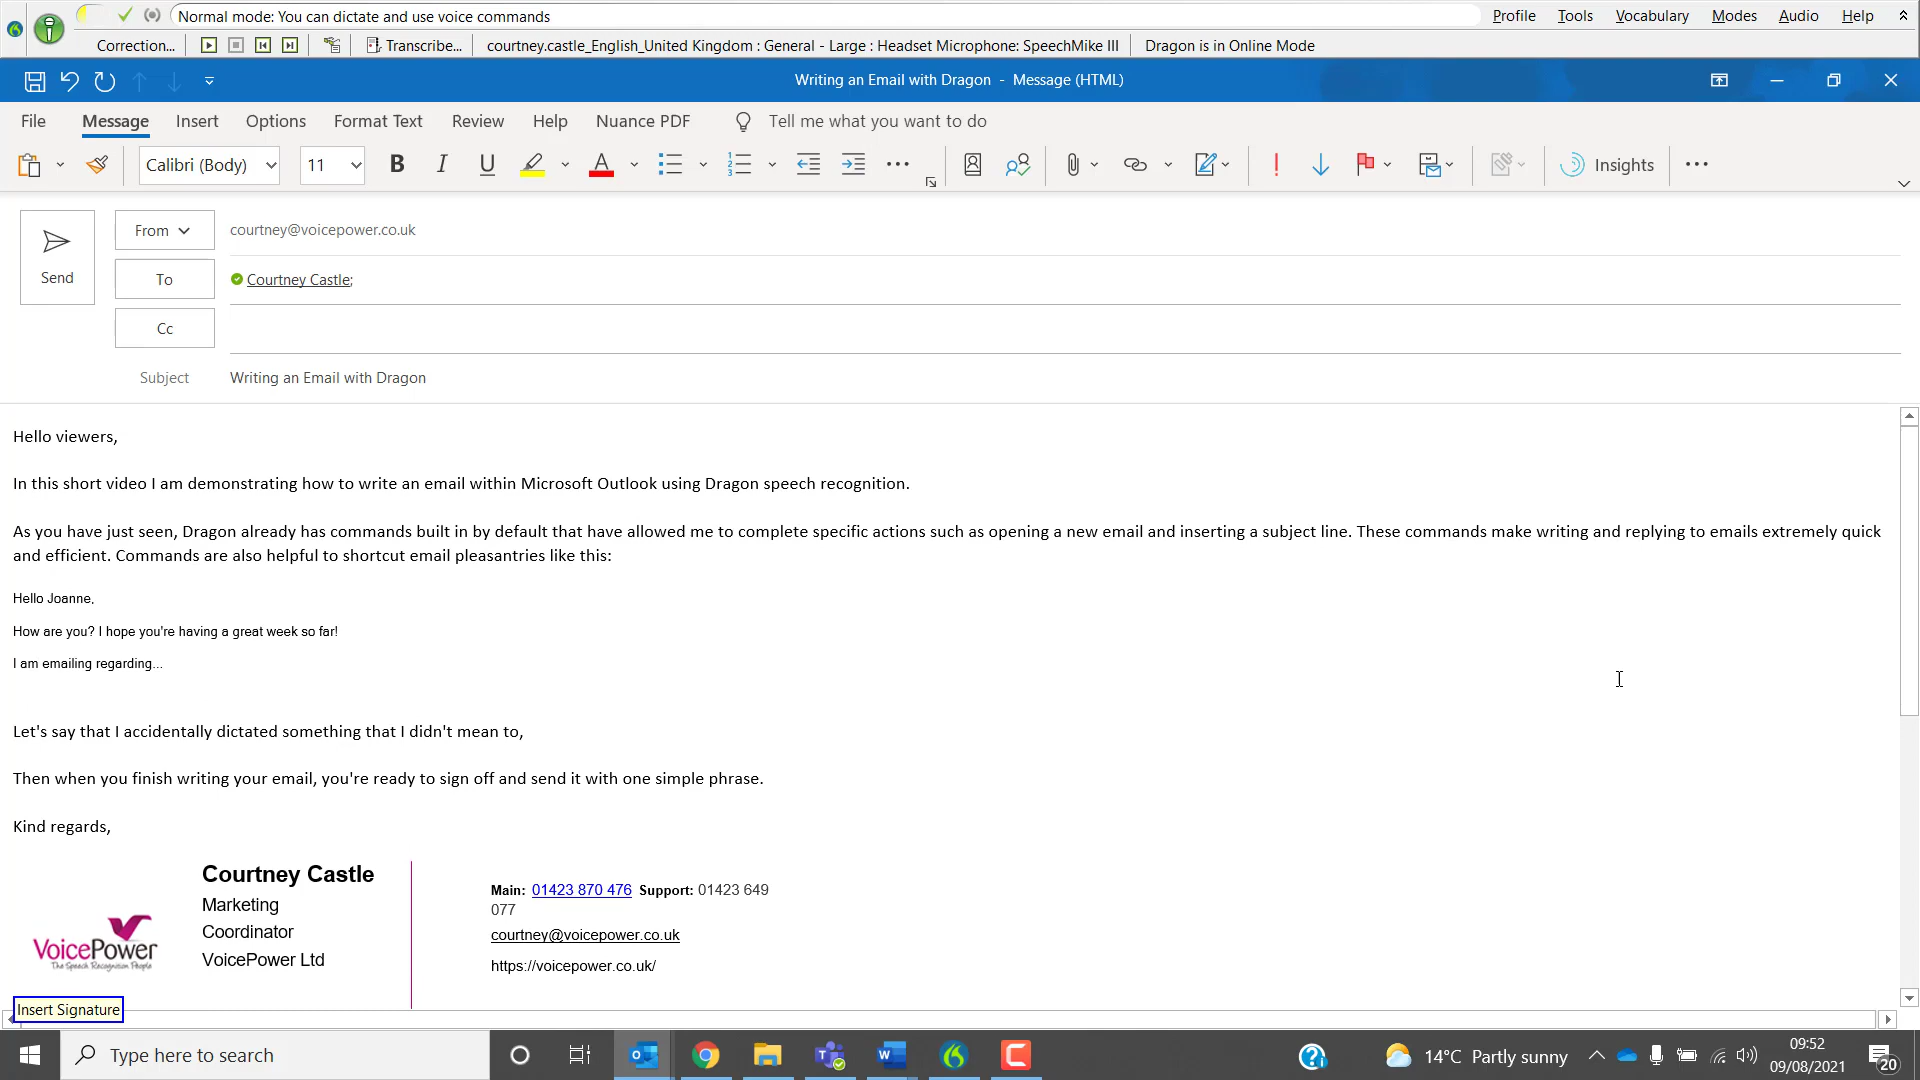 Normal mode: You can dictate and use voice commands
Profile Tools Vocabulary Modes Audio Help
Correction... Transcribe... courtney.castle_English_United Kingdom : General - Large : Headset Microphone: SpeechMike III Dragon is in Online Mode
Writing an Email with Dragon - Message (HTML)
File Message Insert Options Format Text Review Help Nuance PDF Tell me what you want to do
Calibri (Body) 11 B I U A Insights
From courtney@voicepower.co.uk
Send
To Courtney Castle;
Cc
Subject Writing an Email with Dragon
Hello viewers,
In this short video I am demonstrating how to write an email within Microsoft Outlook using Dragon speech recognition.
As you have just seen, Dragon already has commands built in by default that have allowed me to complete specific actions such as opening a new email and inserting a subject line. These commands make writing and replying to emails extremely quick
and efficient. Commands are also helpful to shortcut email pleasantries like this:
Hello Joanne,
How are you? I hope you're having a great week so far!
I am emailing regarding...
Let's say that I accidentally dictated something that I didn't mean to,
Then when you finish writing your email, you're ready to sign off and send it with one simple phrase.
Kind regards,
Courtney Castle
Marketing
Coordinator
VoicePower Ltd
VoicePower
The Speech Recognition People
Main: 01423 870 476 Support: 01423 649
077
courtney@voicepower.co.uk
https://voicepower.co.uk/
Insert Signature
Type here to search
14°C Partly sunny
09:52
09/08/2021
20